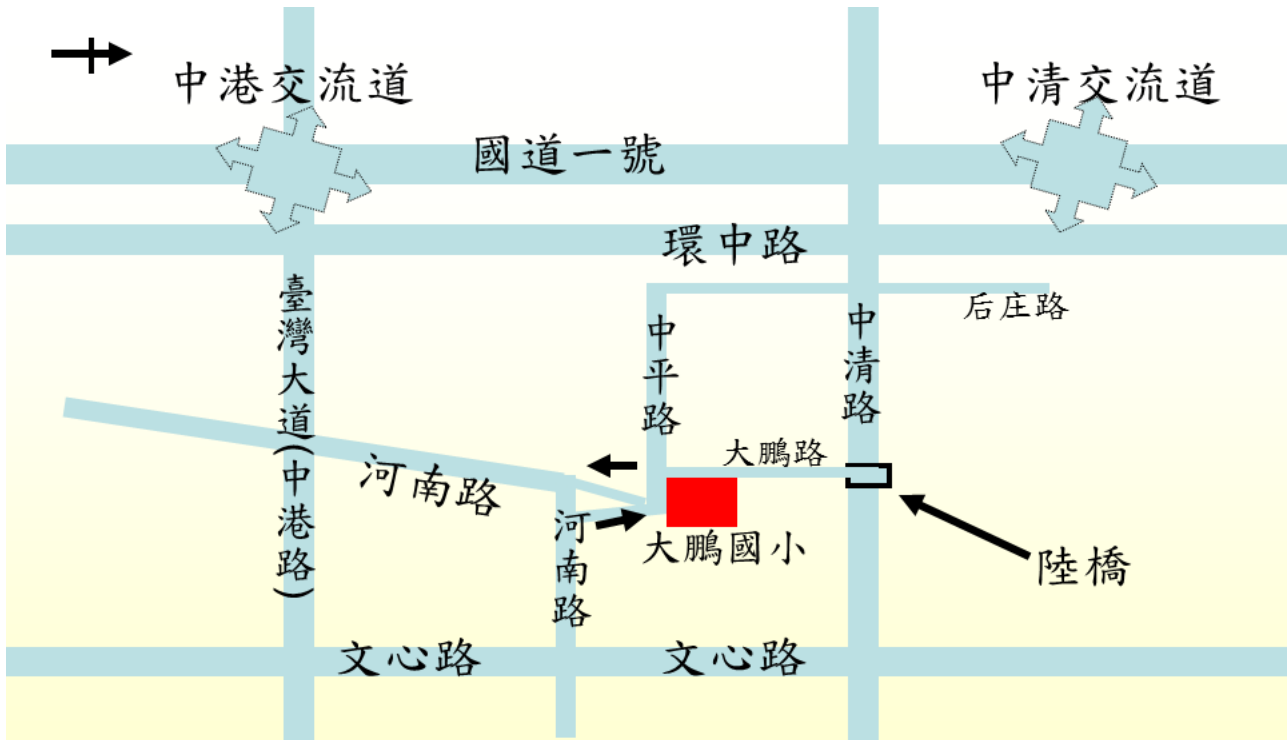 中港交流道
中清交流道
國道一號
環中路
后庄路
臺灣大道(中港路)
中平路
中清路
大鵬路
河南路
河南路
大鵬國小
陸橋
文心路
文心路